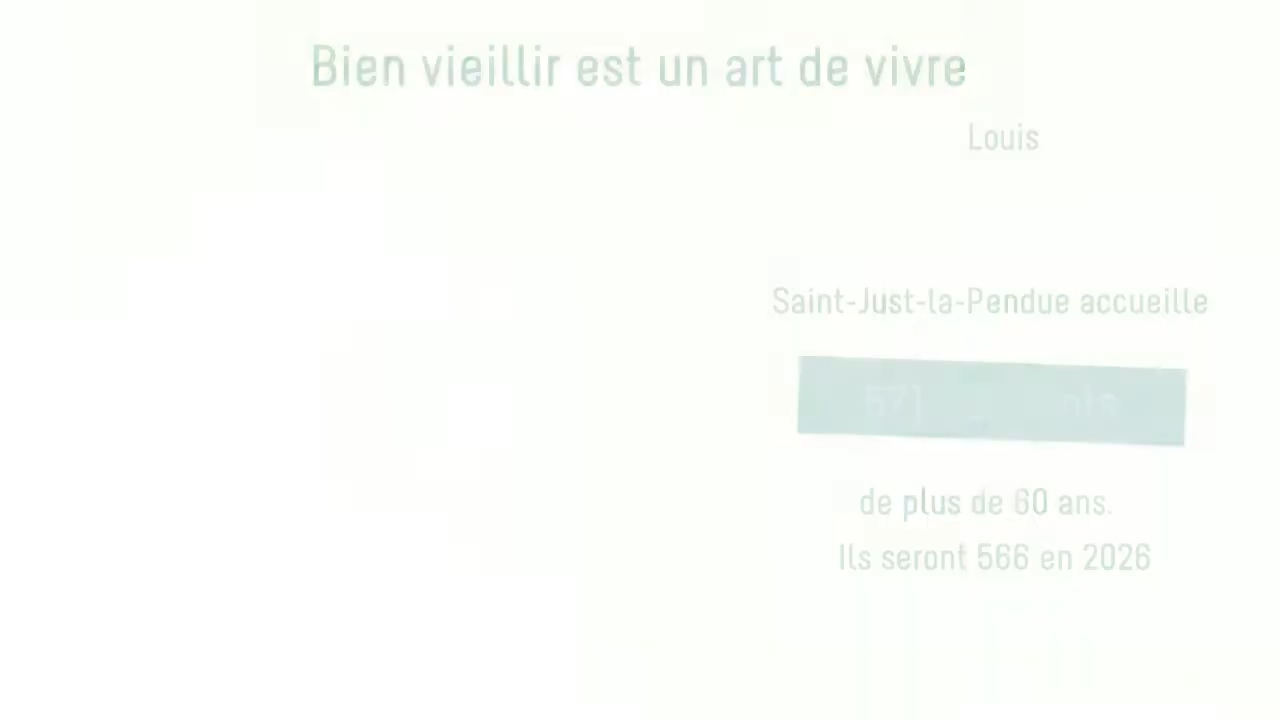 Bien vieillir est un art de vivre
Louis
Saint-Just-la-Pendue accueille
de plus de 60 ans.
Ils seront 566 en 2026